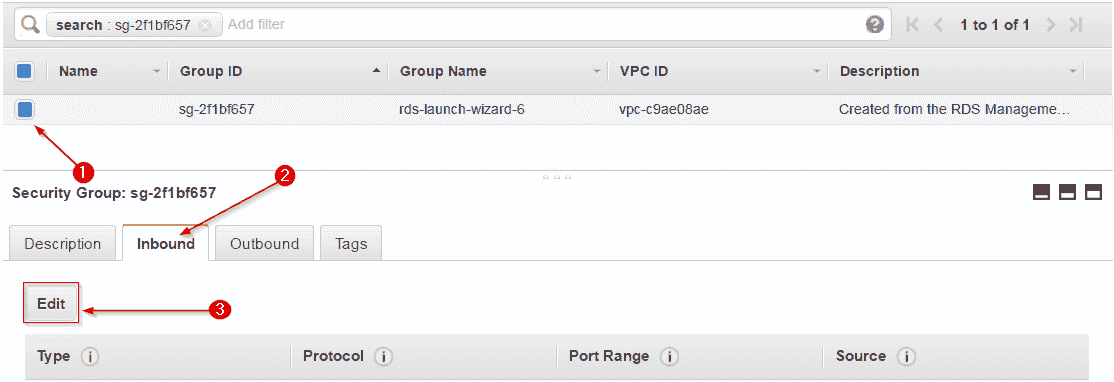 search : sg-2f1bf657 Add filter 1 to 1 of 1
Name Group ID Group Name VPC ID Description
sg-2f1bf657 rds-launch-wizard-6 vpc-c9ae08ae Created from the RDS Manageme…
1
2
Security Group: sg-2f1bf657
Description Inbound Outbound Tags
Edit
3
Type i Protocol i Port Range i Source i